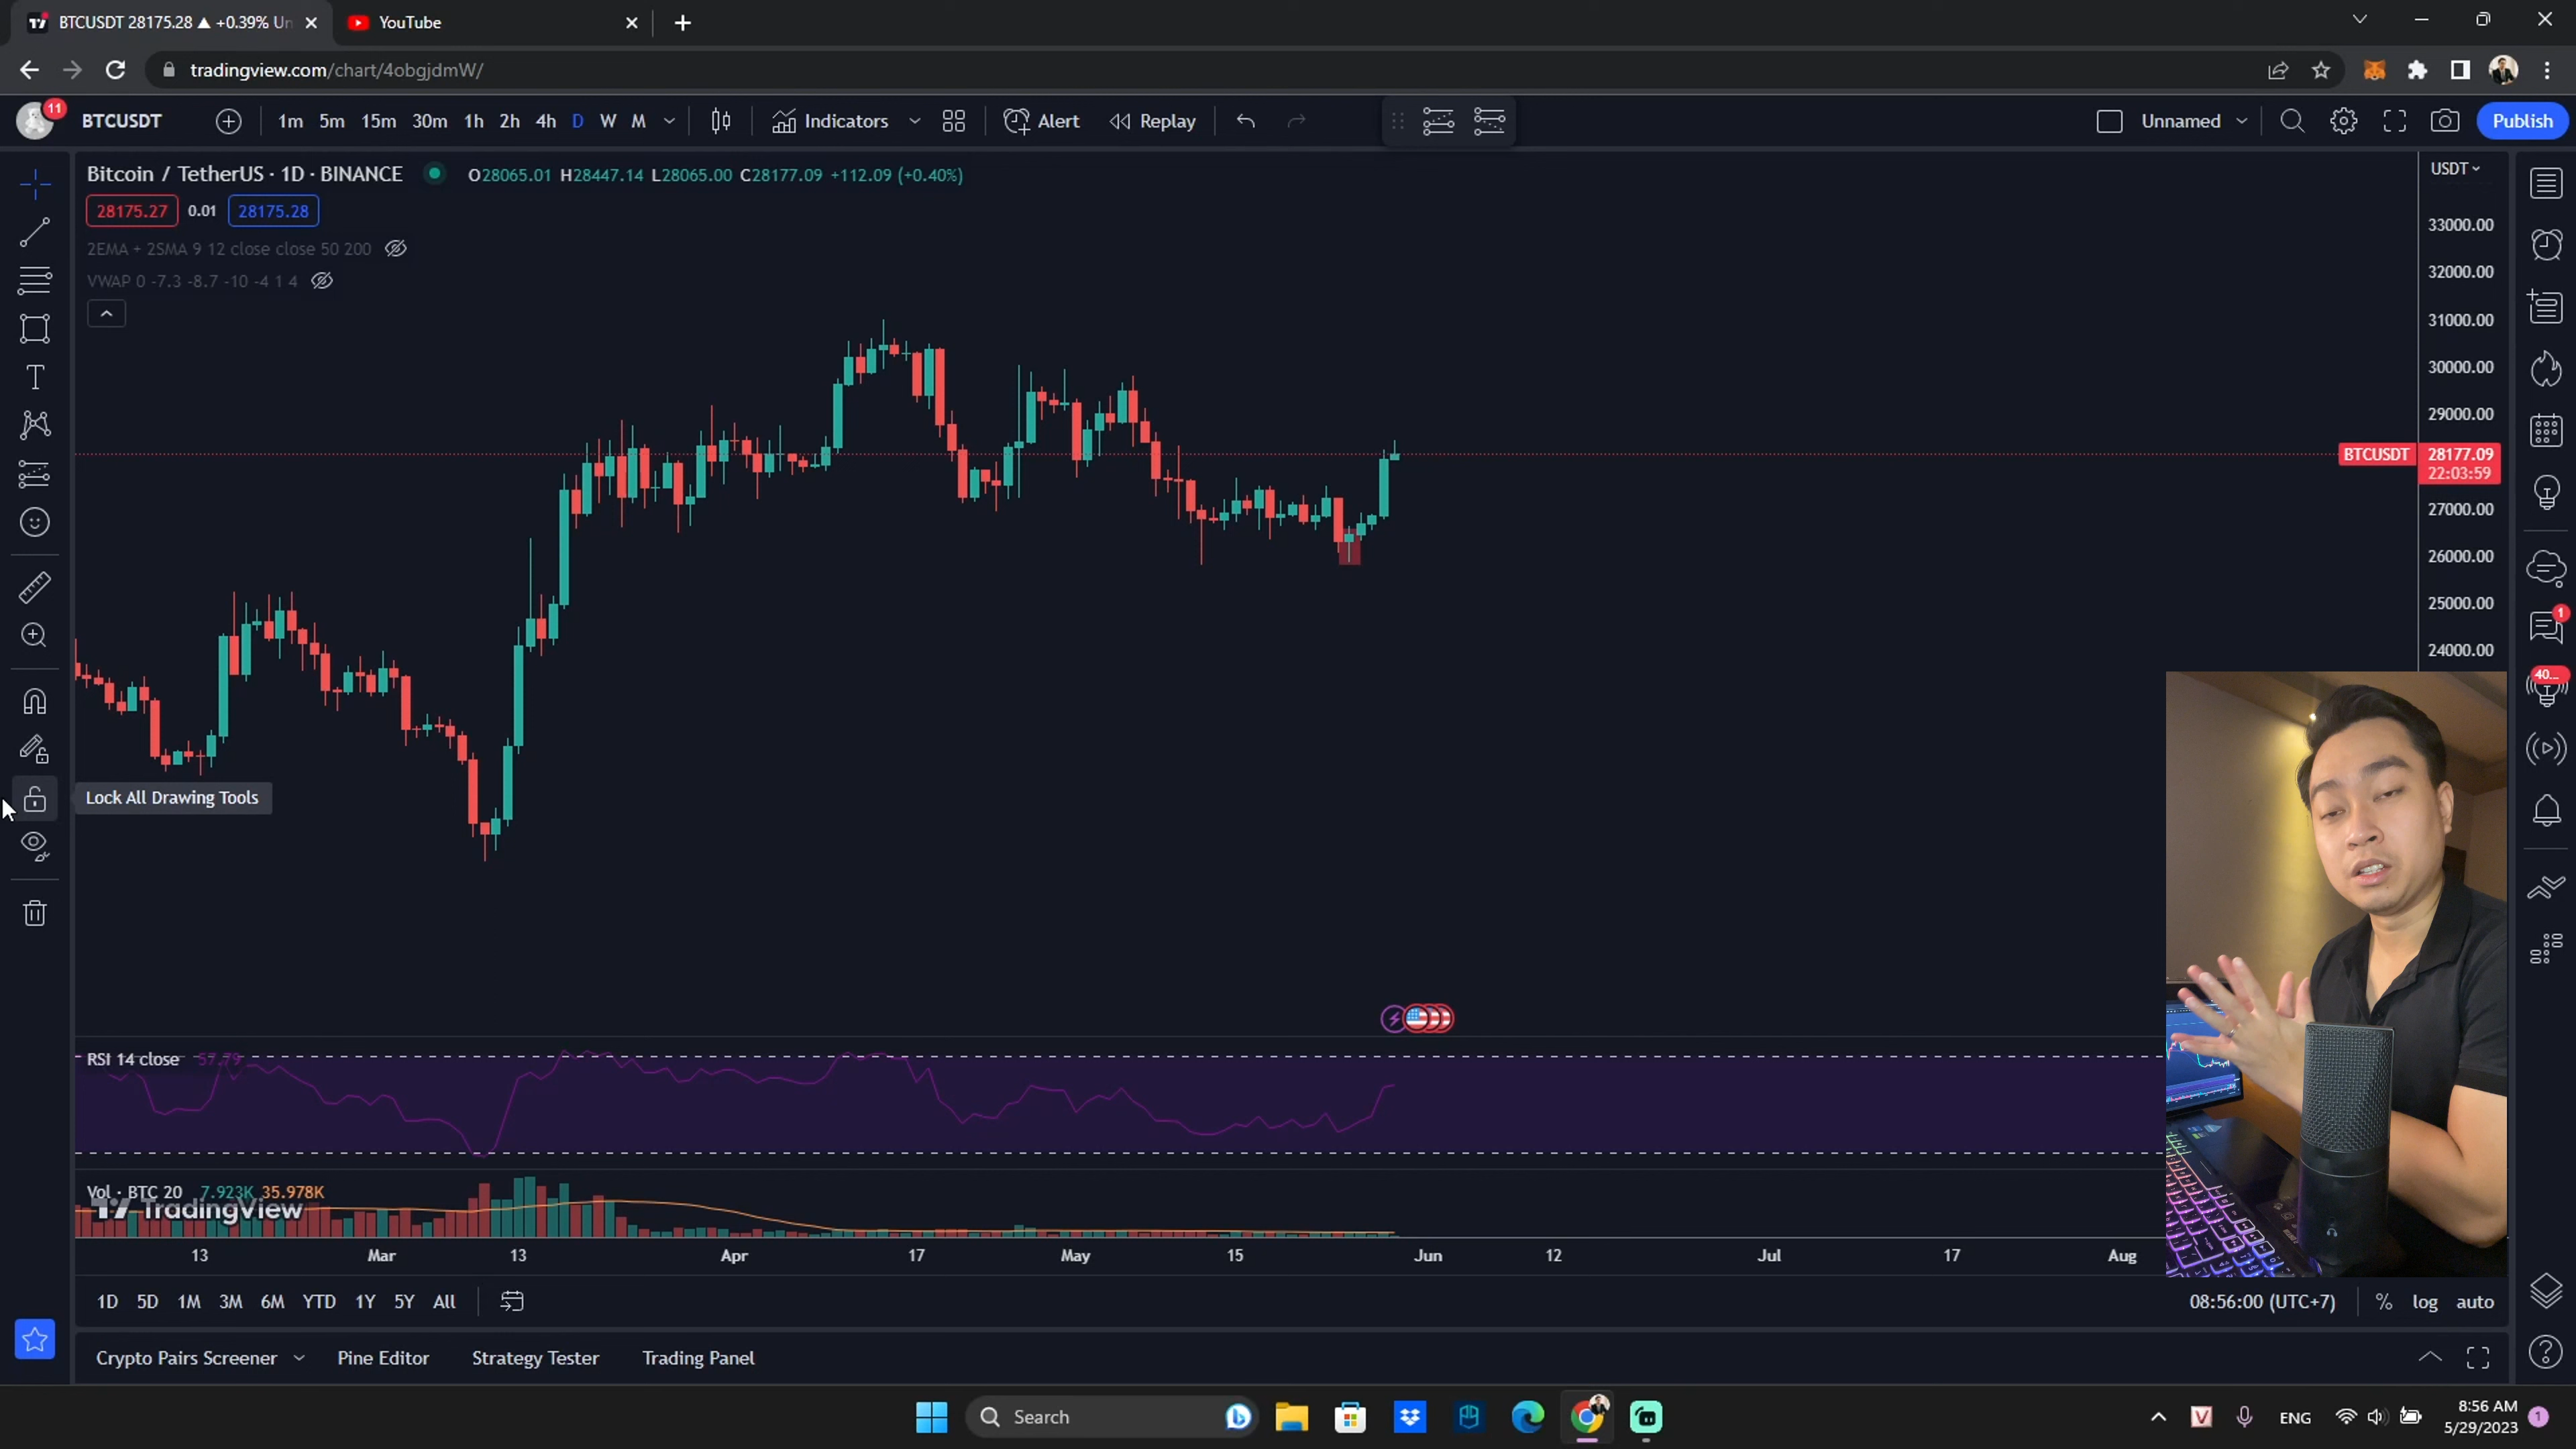 BTCUSDT 28175.28 ▲ +0.39% Un
YouTube
tradingview.com/chart/4obgjdmW/
11
BTCUSDT
1m 5m 15m 30m 1h 2h 4h D W M
Indicators
Alert
Replay
Unnamed
Publish
Bitcoin / TetherUS · 1D · BINANCE
O28065.01 H28447.14 L28065.00 C28177.09 +112.09 (+0.40%)
28175.27 0.01 28175.28
2EMA + 2SMA 9 12 close close 50 200
VWAP 0 -7.3 -8.7 -10 -4 1 4
USDT
33000.00
32000.00
31000.00
30000.00
29000.00
BTCUSDT 28177.09
22:03:59
27000.00
26000.00
25000.00
24000.00
1
40...
Lock All Drawing Tools
RSI 14 close 57.79
Vol · BTC 20 7.923K 35.978K
TradingView
13 Mar 13 Apr 17 May 15 Jun 12 Jul 17 Aug
1D 5D 1M 3M 6M YTD 1Y 5Y All
08:56:00 (UTC+7) % log auto
Crypto Pairs Screener Pine Editor Strategy Tester Trading Panel
Search
ENG
8:56 AM
5/29/2023
1